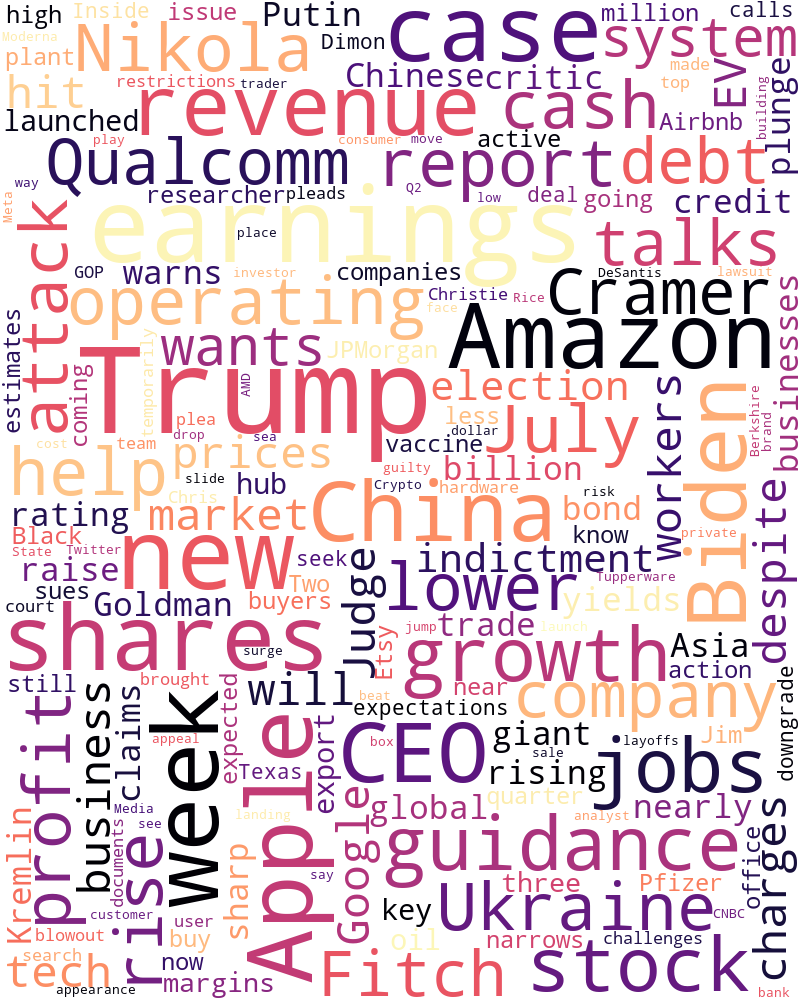 high Inside issue Putin case million calls
Moderna Nikola Dimon system
plant Chinese critic made EV plunge
hit restrictions trader top building
launched revenue cash Airbnb
play consumer move active
Qualcomm report debt
way researcher pleads Q2 low deal going credit
Meta attack earnings place talks
GOP warns investor companies DeSantis lawsuit
operating Christie Rice face Cramer businesses
estimates Amazon
wants JPMorgan temporarily
coming Trump AMD election workers Biden Berkshire brand
plea less dollar July
cost team drop sea vaccine
help prices guilty billion
slide hub Crypto hardware risk
Chris China bond private
rating market know despite
Black new State Twitter seek indictment
raise Two Judge lower Tupperware
sues Goldman buyers yields
court shares jump trade launch
surge Etsy growth Asia
still brought will near action
expectations beat company downgrade
profit business claims week expected Apple export CEO giant Jim
appeal box sale layoffs
Texas rising jobs
Media quarter
Kremlin documents see landing Google global analyst nearly
rise sharp guidance office charges
say three Pfizer
customer key Ukraine CNBC
blowout user oil narrows challenges
search buy
tech now Fitch stock
appearance margins bank